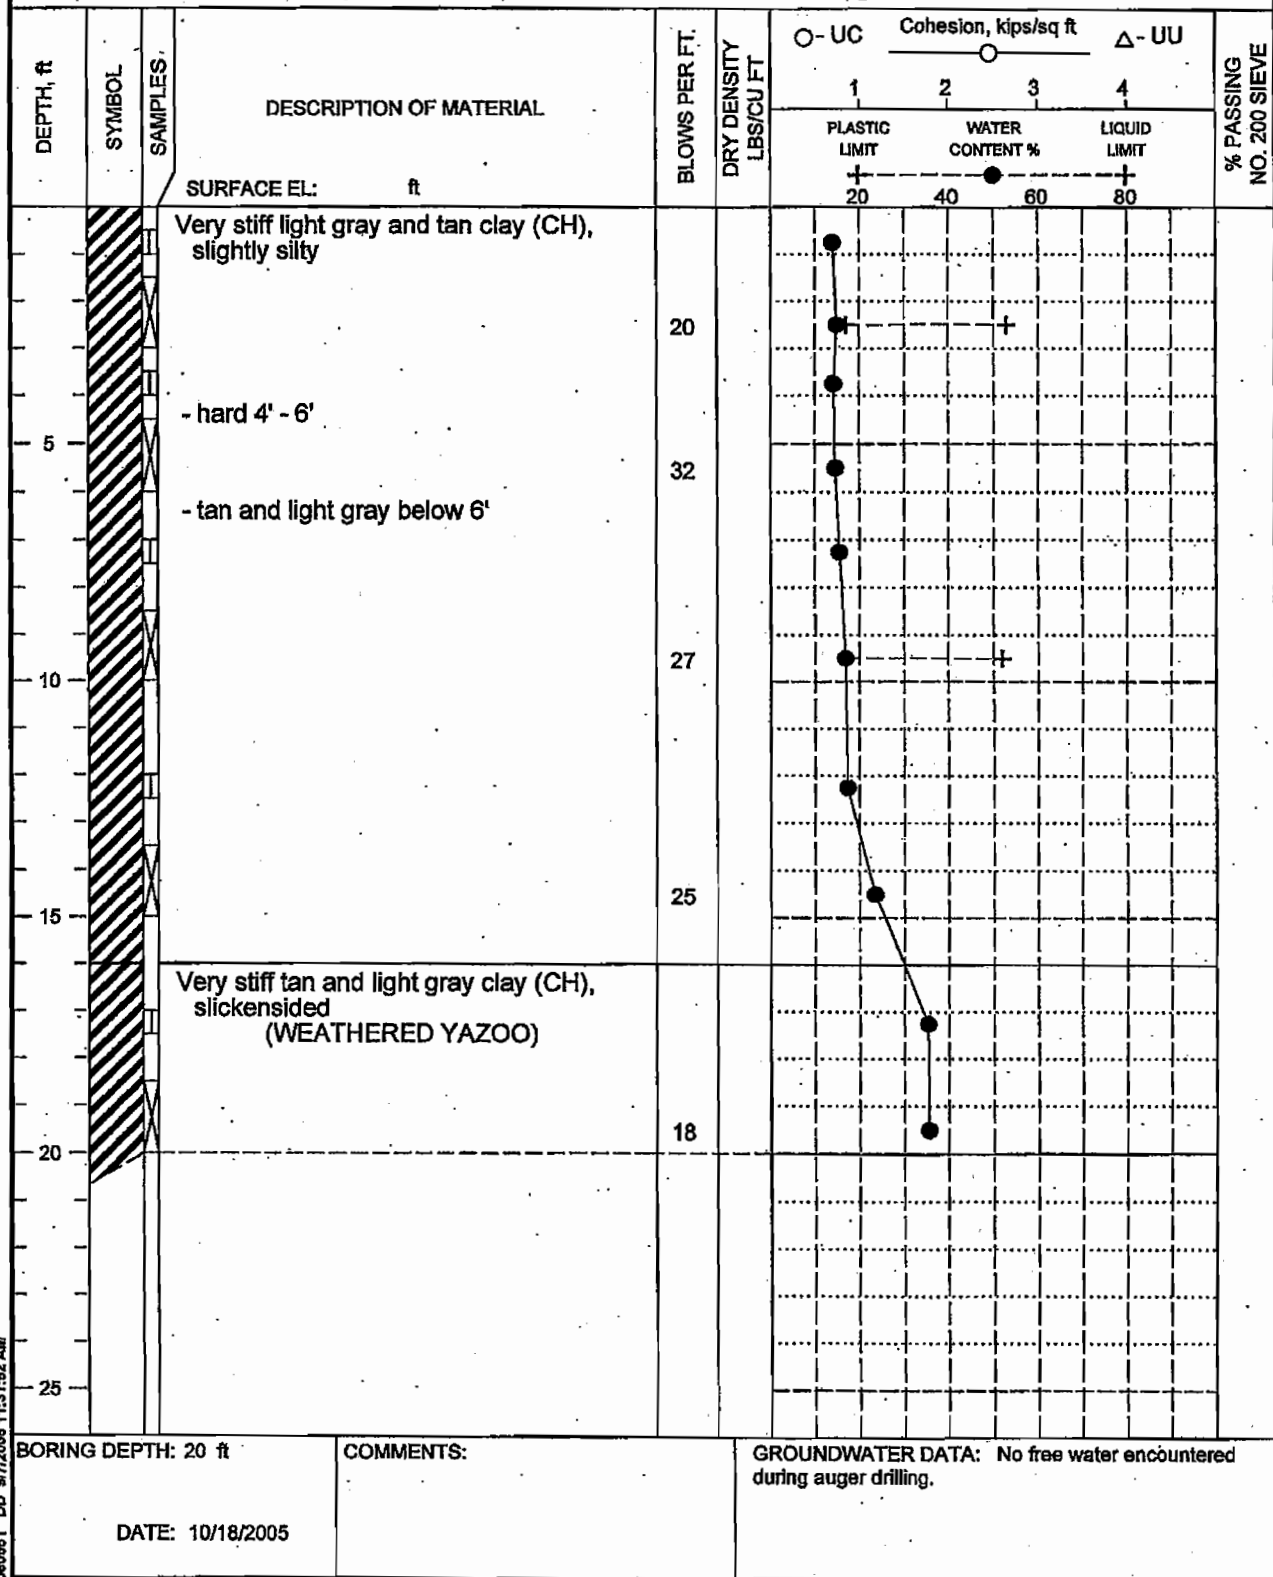 DEPTH, ft
SYMBOL
SAMPLES
DESCRIPTION OF MATERIAL
SURFACE EL: ft
BLOWS PER FT.
DRY DENSITY
LBS/CU FT
O- UC Cohesion, kips/sq ft △- UU
1 2 3 4
PLASTIC LIMIT WATER CONTENT % LIQUID LIMIT
20 40 60 80
% PASSING
NO. 200 SIEVE
Very stiff light gray and tan clay (CH),
slightly silty
20
- hard 4' - 6'
5
32
- tan and light gray below 6'
27
10
25
15
Very stiff tan and light gray clay (CH),
slickensided
(WEATHERED YAZOO)
18
20
25
BORING DEPTH: 20 ft
DATE: 10/18/2005
COMMENTS:
GROUNDWATER DATA: No free water encountered
during auger drilling.